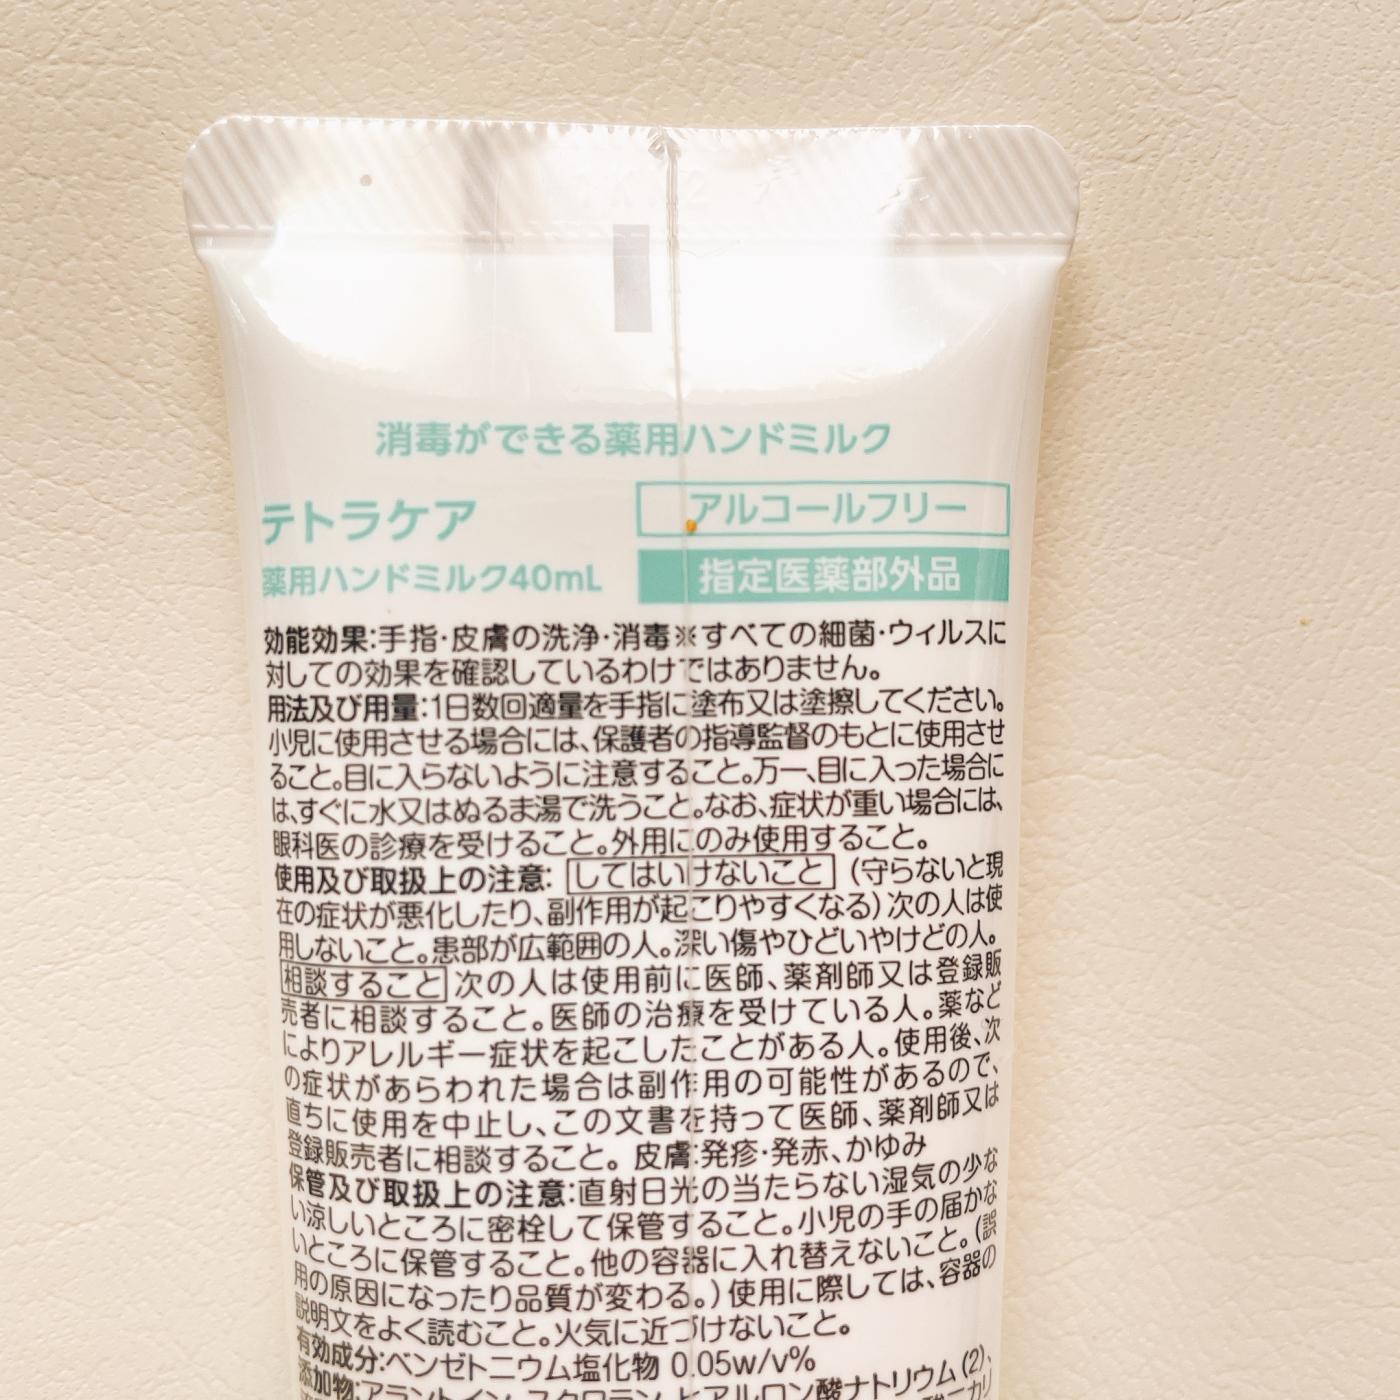 消毒ができる薬用ハンドミルク
テトラケア
アルコールフリー
薬用ハンドミルク40mL
指定医薬部外品
効能効果:手指・皮膚の洗浄・消毒※すべての細菌・ウィルスに
対しての効果を確認しているわけではありません。
用法及び用量:1日数回適量を手指に塗布又は塗擦してください。
小児に使用させる場合には、保護者の指導監督のもとに使用させ
ること。目に入らないように注意すること。万一、目に入った場合に
は、すぐに水又はぬるま湯で洗うこと。なお、症状が重い場合には、
眼科医の診療を受けること。外用にのみ使用すること。
使用及び取扱上の注意: してはいけないこと (守らないと現
在の症状が悪化したり、副作用が起こりやすくなる) 次の人は使
用しないこと。患部が広範囲の人。深い傷やひどいやけどの人。
相談すること 次の人は使用前に医師、薬剤師又は登録販
売者に相談すること。医師の治療を受けている人。薬など
によりアレルギー症状を起こしたことがある人。使用後、次
の症状があらわれた場合は副作用の可能性があるので、
直ちに使用を中止し、この文書を持って医師、薬剤師又は
登録販売者に相談すること。 皮膚:発疹・発赤、かゆみ
保管及び取扱上の注意:直射日光の当たらない湿気の少な
い涼しいところに密栓して保管すること。小児の手の届かな
いところに保管すること。他の容器に入れ替えないこと。(誤
用の原因になったり品質が変わる。) 使用に際しては、容器の
説明文をよく読むこと。火気に近づけないこと。
有効成分:ベンゼトニウム塩化物 0.05w/v%
添加物:アラントイン、スクワラン、ヒアルロン酸ナトリウム(2)、